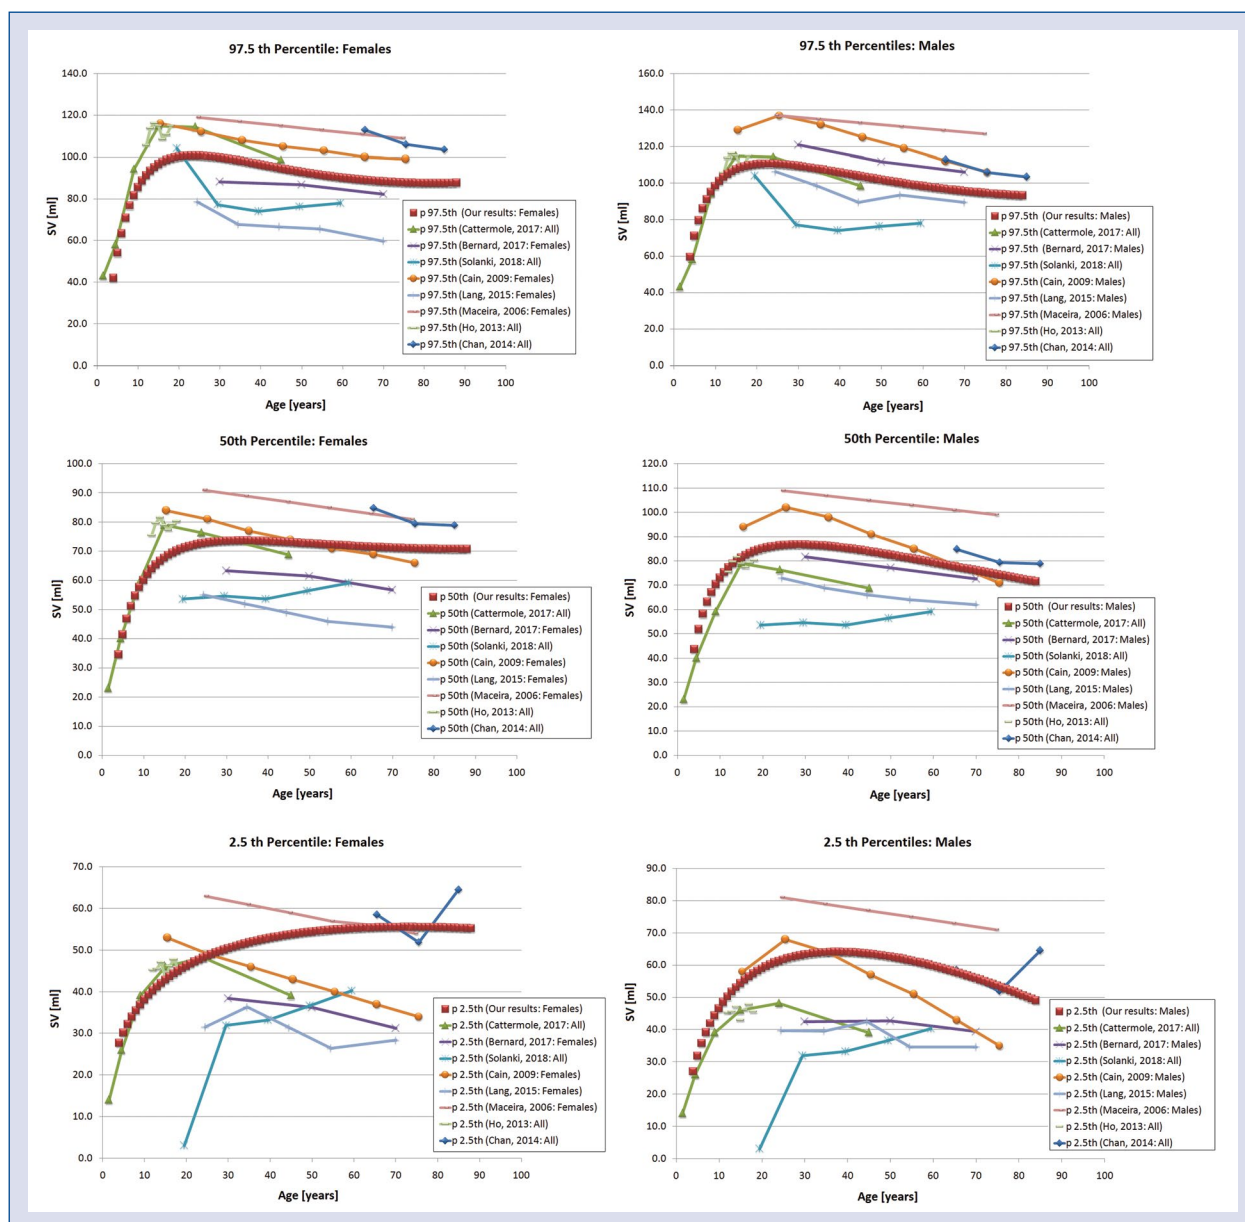 97.5 th Percentile: Females
140.0
120.0
100.0
80.0
60.0
40.0
20.0
0.0
SV [ml]
0 10 20 30 40 50 60 70 80 90 100
Age [years]
p 97.5th (Our results: Females)
p 97.5th (Cattermole, 2017: All)
p 97.5th (Bernard, 2017: Females)
p 97.5th (Solanki, 2018: All)
p 97.5th (Cain, 2009: Females)
p 97.5th (Lang, 2015: Females)
p 97.5th (Maceira, 2006: Females)
p 97.5th (Ho, 2013: All)
p 97.5th (Chan, 2014: All)
97.5 th Percentiles: Males
160.0
140.0
120.0
100.0
80.0
60.0
40.0
20.0
0.0
SV [ml]
0 10 20 30 40 50 60 70 80 90 100
Age [years]
p 97.5th (Our results: Males)
p 97.5th (Cattermole, 2017: All)
p 97.5th (Bernard, 2017: Males)
p 97.5th (Solanki, 2018: All)
p 97.5th (Cain, 2009: Males)
p 97.5th (Lang, 2015: Males)
p 97.5th (Maceira, 2006: Males)
p 97.5th (Ho, 2013: All)
p 97.5th (Chan, 2014: All)
50th Percentile: Females
100.0
90.0
80.0
70.0
60.0
50.0
40.0
30.0
20.0
10.0
0.0
SV [ml]
0 10 20 30 40 50 60 70 80 90 100
Age [years]
p 50th (Our results: Females)
p 50th (Cattermole, 2017: All)
p 50th (Bernard, 2017: Females)
p 50th (Solanki, 2018: All)
p 50th (Cain, 2009: Females)
p 50th (Lang, 2015: Females)
p 50th (Maceira, 2006: Females)
p 50th (Ho, 2013: All)
p 50th (Chan, 2014: All)
50th Percentile: Males
120.0
110.0
100.0
90.0
80.0
70.0
60.0
50.0
40.0
30.0
20.0
10.0
0.0
SV [ml]
0 10 20 30 40 50 60 70 80 90 100
Age [years]
p 50th (Our results: Males)
p 50th (Cattermole, 2017: All)
p 50th (Bernard, 2017: Males)
p 50th (Solanki, 2018: All)
p 50th (Cain, 2009: Males)
p 50th (Lang, 2015: Males)
p 50th (Maceira, 2006: Males)
p 50th (Ho, 2013: All)
p 50th (Chan, 2014: All)
2.5 th Percentile: Females
70.0
60.0
50.0
40.0
30.0
20.0
10.0
0.0
SV [ml]
0 10 20 30 40 50 60 70 80 90 100
Age [years]
p 2.5th (Our results: Females)
p 2.5th (Cattermole, 2017: All)
p 2.5th (Bernard, 2017: Females)
p 2.5th (Solanki, 2018: All)
p 2.5th (Cain, 2009: Females)
p 2.5th (Lang, 2015: Females)
p 2.5th (Maceira, 2006: Females)
p 2.5th (Ho, 2013: All)
p 2.5th (Chan, 2014: All)
2.5 th Percentiles: Males
90.0
80.0
70.0
60.0
50.0
40.0
30.0
20.0
10.0
0.0
SV [ml]
0 10 20 30 40 50 60 70 80 90 100
Age [years]
p 2.5th (Our results: Males)
p 2.5th (Cattermole, 2017: All)
p 2.5th (Bernard, 2017: Males)
p 2.5th (Solanki, 2018: All)
p 2.5th (Cain, 2009: Males)
p 2.5th (Lang, 2015: Males)
p 2.5th (Maceira, 2006: Males)
p 2.5th (Ho, 2013: All)
p 2.5th (Chan, 2014: All)